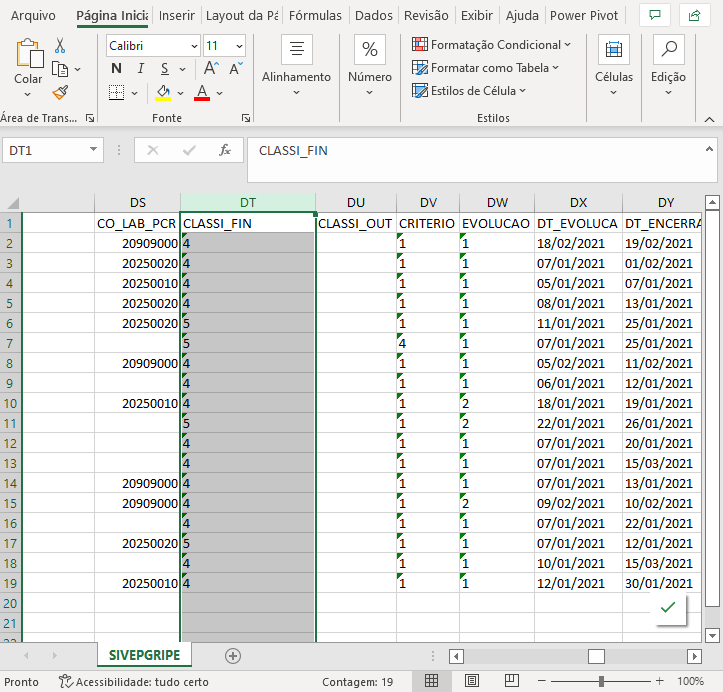 Arquivo Página Inicia Inserir Layout da Pá Fórmulas Dados Revisão Exibir Ajuda Power Pivot
Colar
Calibri 11
N I S A A
A
Alinhamento
%
Número
Formatação Condicional
Formatar como Tabela
Estilos de Célula
Células
Edição
Área de Trans... Fonte Estilos
DT1 fx CLASSI_FIN
DS DT DU DV DW DX DY
1 CO_LAB_PCR CLASSI_FIN CLASSI_OUT CRITERIO EVOLUCAO DT_EVOLUCA DT_ENCERRA
2 20909000 4 1 1 18/02/2021 19/02/2021
3 20250020 4 1 1 07/01/2021 01/02/2021
4 20250010 4 1 1 05/01/2021 07/01/2021
5 20250020 4 1 1 08/01/2021 13/01/2021
6 20250020 5 1 1 11/01/2021 25/01/2021
7 5 4 1 07/01/2021 25/01/2021
8 20909000 4 1 1 05/02/2021 11/02/2021
9 4 1 1 06/01/2021 12/01/2021
10 20250010 4 1 2 18/01/2021 19/01/2021
11 5 1 2 22/01/2021 26/01/2021
12 4 1 1 07/01/2021 20/01/2021
13 4 1 1 07/01/2021 15/03/2021
14 20909000 4 1 1 07/01/2021 13/01/2021
15 20909000 4 1 2 09/02/2021 10/02/2021
16 4 1 1 07/01/2021 22/01/2021
17 20250020 5 1 1 07/01/2021 12/01/2021
18 4 1 1 10/01/2021 15/03/2021
19 20250010 4 1 1 12/01/2021 30/01/2021
20
21
SIVEPGRIPE
Pronto Acessibilidade: tudo certo Contagem: 19 100%